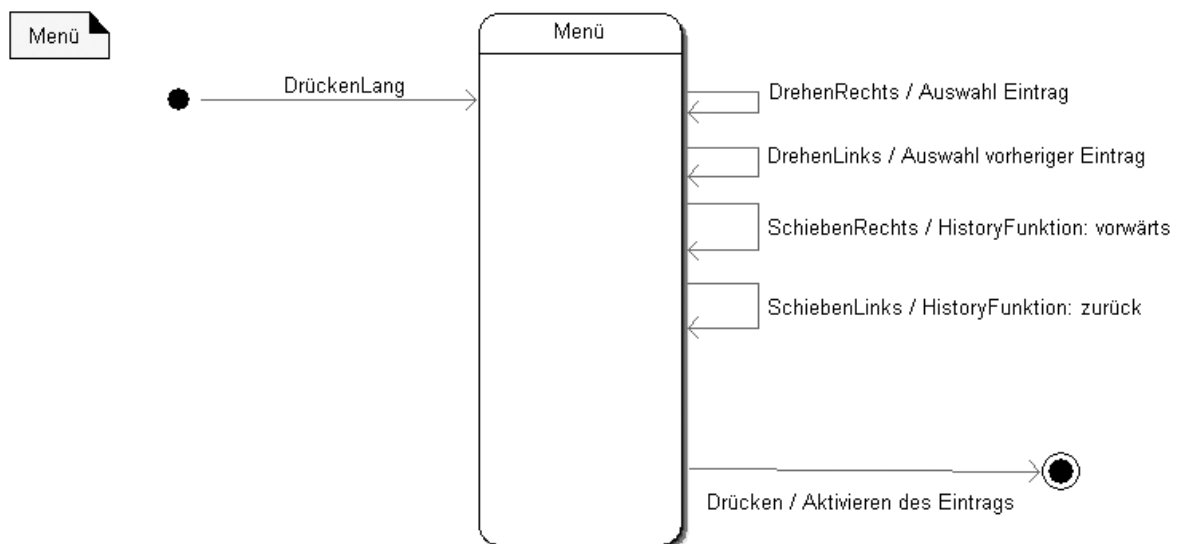 Menü
Menü
DrückenLang
DrehenRechts / Auswahl Eintrag
DrehenLinks / Auswahl vorheriger Eintrag
SchiebenRechts / HistoryFunktion: vorwärts
SchiebenLinks / HistoryFunktion: zurück
Drücken / Aktivieren des Eintrags